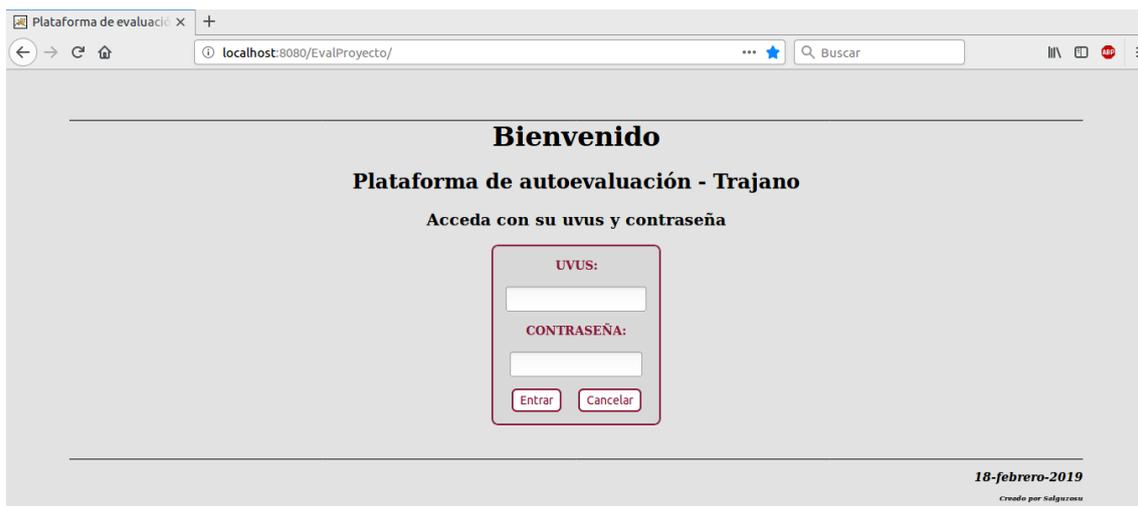 Plataforma de evaluació
localhost:8080/EvalProyecto/
Buscar
ABP
Bienvenido
Plataforma de autoevaluación - Trajano
Acceda con su uvus y contraseña
UVUS:
CONTRASEÑA:
Entrar Cancelar
18-febrero-2019
Creado por Salguzosu